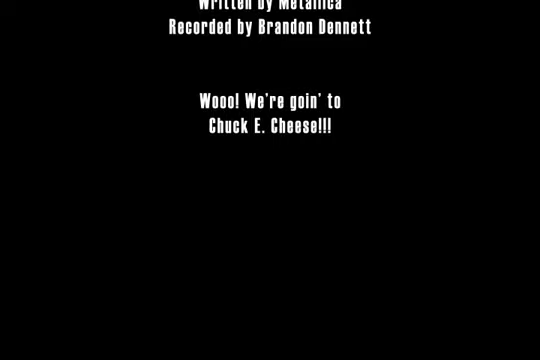 Written by Metallica
Recorded by Brandon Dennett
Wooo! We're goin' to
Chuck E. Cheese!!!